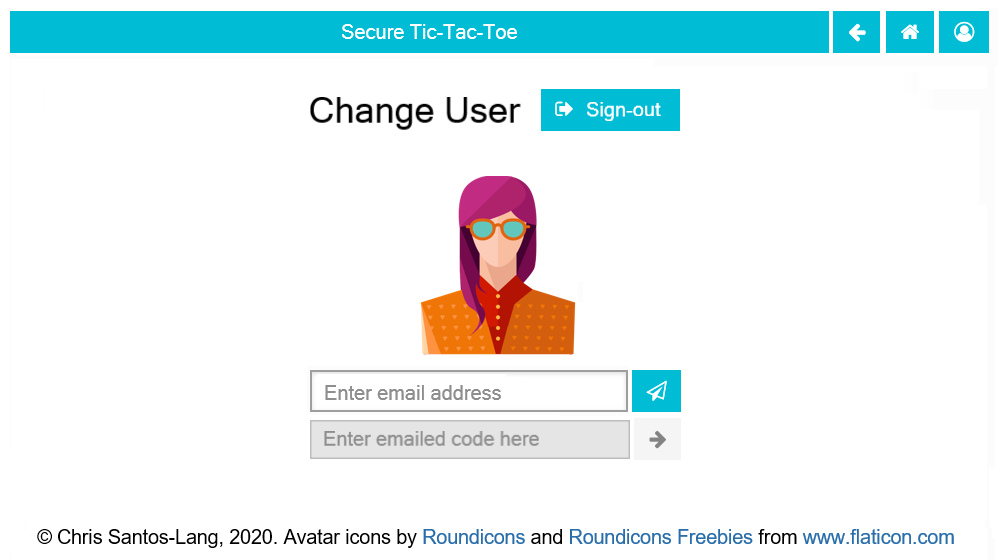 Secure Tic-Tac-Toe
Change User
Sign-out
Enter email address
Enter emailed code here
© Chris Santos-Lang, 2020. Avatar icons by Roundicons and Roundicons Freebies from www.flaticon.com